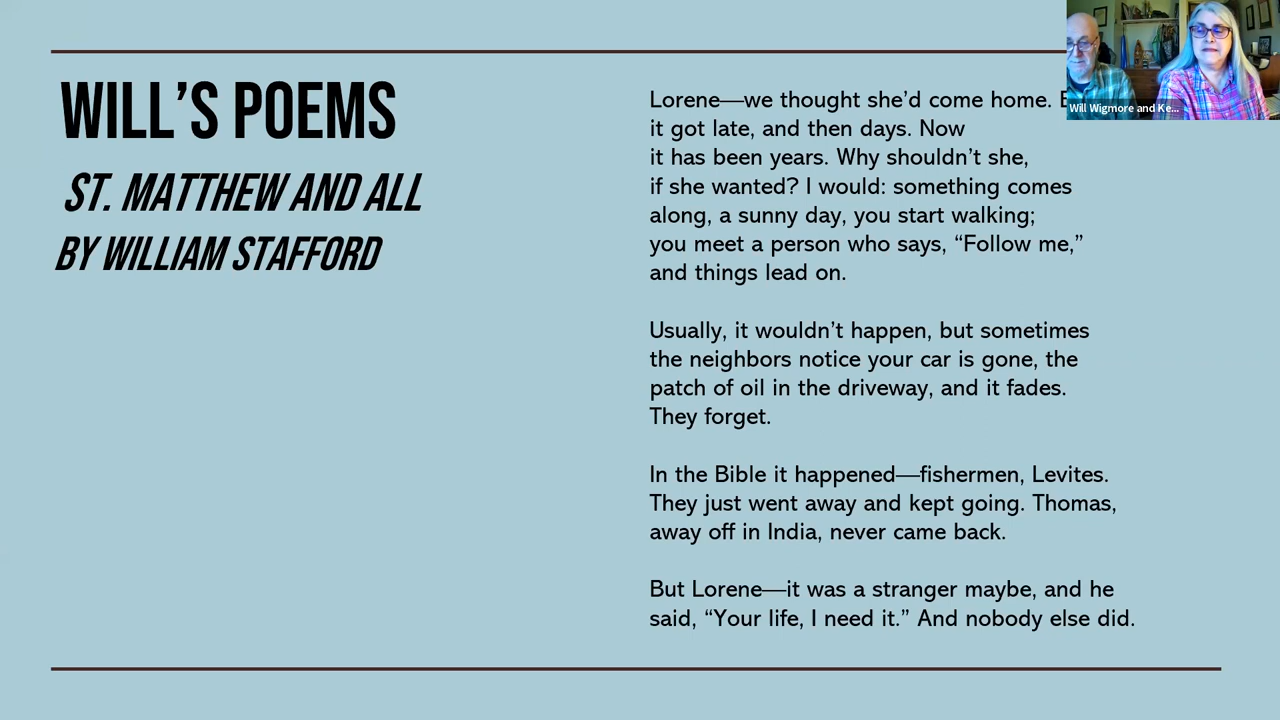 WILL’S POEMS
ST. MATTHEW AND ALL
BY WILLIAM STAFFORD
Lorene—we thought she’d come home.
it got late, and then days. Now
it has been years. Why shouldn’t she,
if she wanted? I would: something comes
along, a sunny day, you start walking;
you meet a person who says, “Follow me,”
and things lead on.
Usually, it wouldn’t happen, but sometimes
the neighbors notice your car is gone, the
patch of oil in the driveway, and it fades.
They forget.
In the Bible it happened—fishermen, Levites.
They just went away and kept going. Thomas,
away off in India, never came back.
But Lorene—it was a stranger maybe, and he
said, “Your life, I need it.” And nobody else did.
Will Wigmore and Ke...